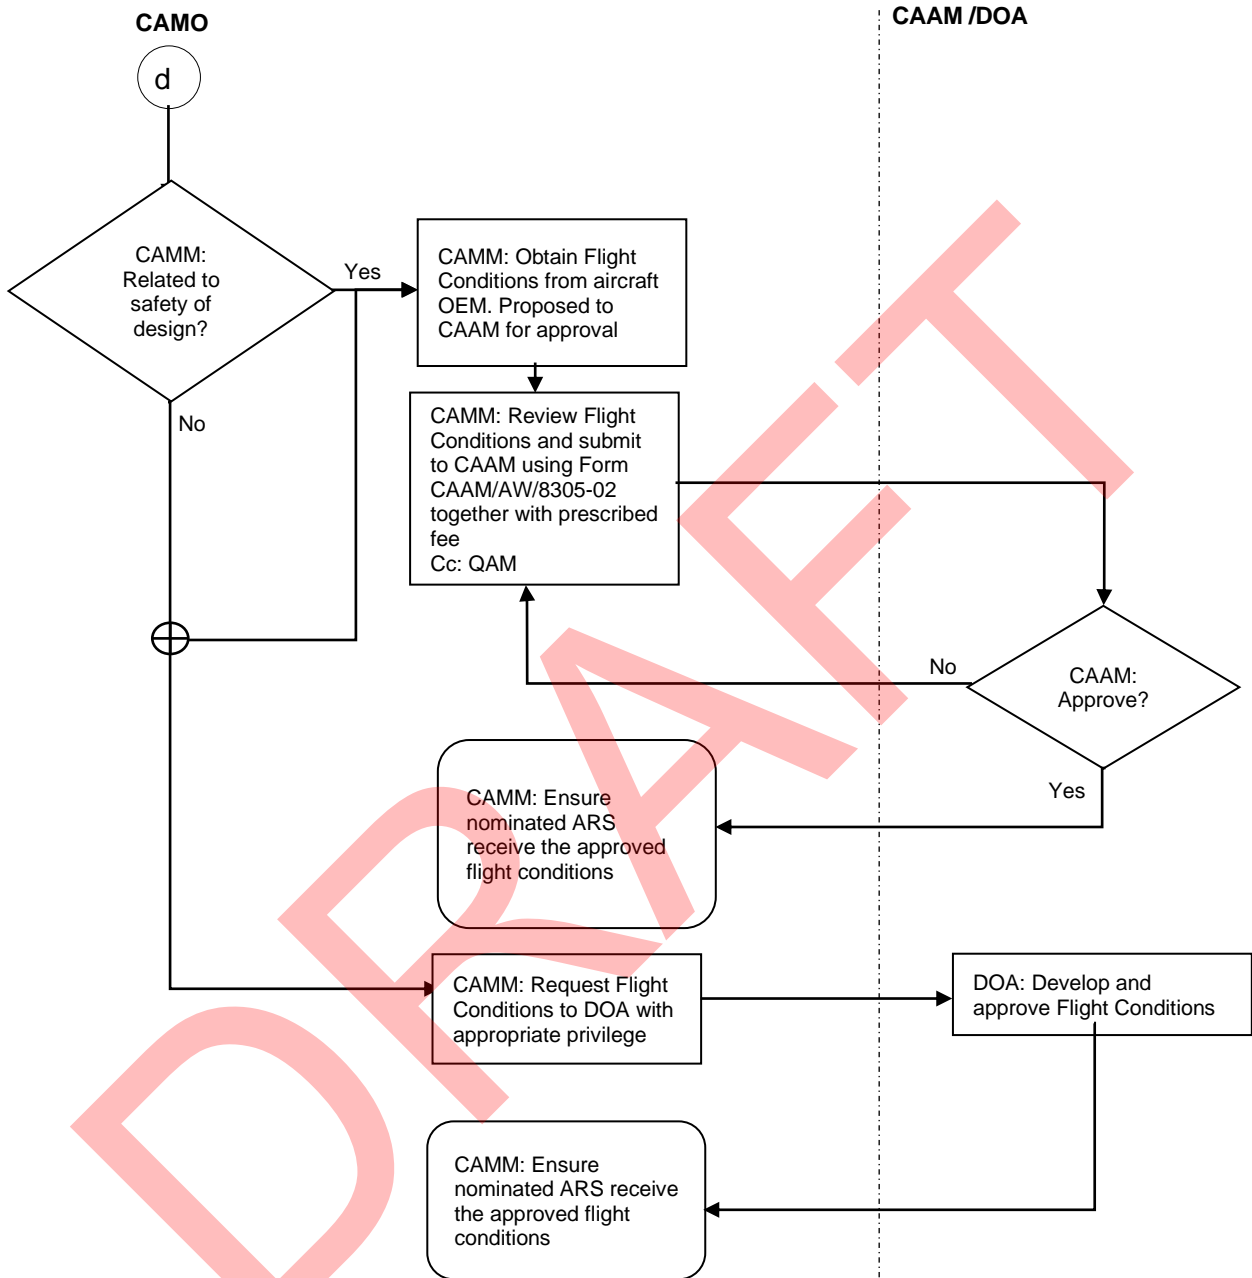 CAMO
CAAM /DOA
d
CAMM:
Related to
safety of
design?
Yes
No
CAMM: Obtain Flight
Conditions from aircraft
OEM. Proposed to
CAAM for approval
CAMM: Review Flight
Conditions and submit
to CAAM using Form
CAAM/AW/8305-02
together with prescribed
fee
Cc: QAM
No
CAAM:
Approve?
Yes
CAMM: Ensure
nominated ARS
receive the approved
flight conditions
CAMM: Request Flight
Conditions to DOA with
appropriate privilege
DOA: Develop and
approve Flight Conditions
CAMM: Ensure
nominated ARS receive
the approved flight
conditions
DRAFT